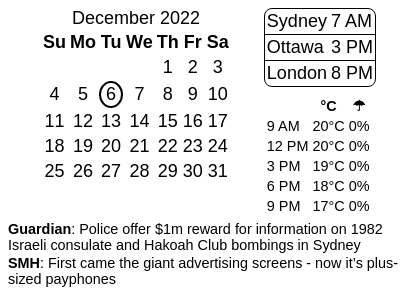 December 2022
Su Mo Tu We Th Fr Sa
1 2 3
4 5 6 7 8 9 10
11 12 13 14 15 16 17
18 19 20 21 22 23 24
25 26 27 28 29 30 31
Sydney 7 AM
Ottawa 3 PM
London 8 PM
°C ☂
9 AM 20°C 0%
12 PM 20°C 0%
3 PM 19°C 0%
6 PM 18°C 0%
9 PM 17°C 0%
Guardian: Police offer $1m reward for information on 1982
Israeli consulate and Hakoah Club bombings in Sydney
SMH: First came the giant advertising screens - now it's plus-
sized payphones